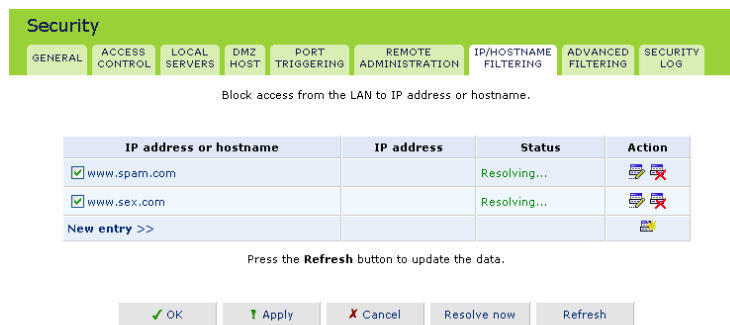 Security
GENERAL
ACCESS CONTROL
LOCAL SERVERS
DMZ HOST
PORT TRIGGERING
REMOTE ADMINISTRATION
IP/HOSTNAME FILTERING
ADVANCED FILTERING
SECURITY LOG
Block access from the LAN to IP address or hostname.
IP address or hostname IP address Status Action
www.spam.com Resolving...
www.sex.com Resolving...
New entry >>
Press the Refresh button to update the data.
OK Apply Cancel Resolve now Refresh